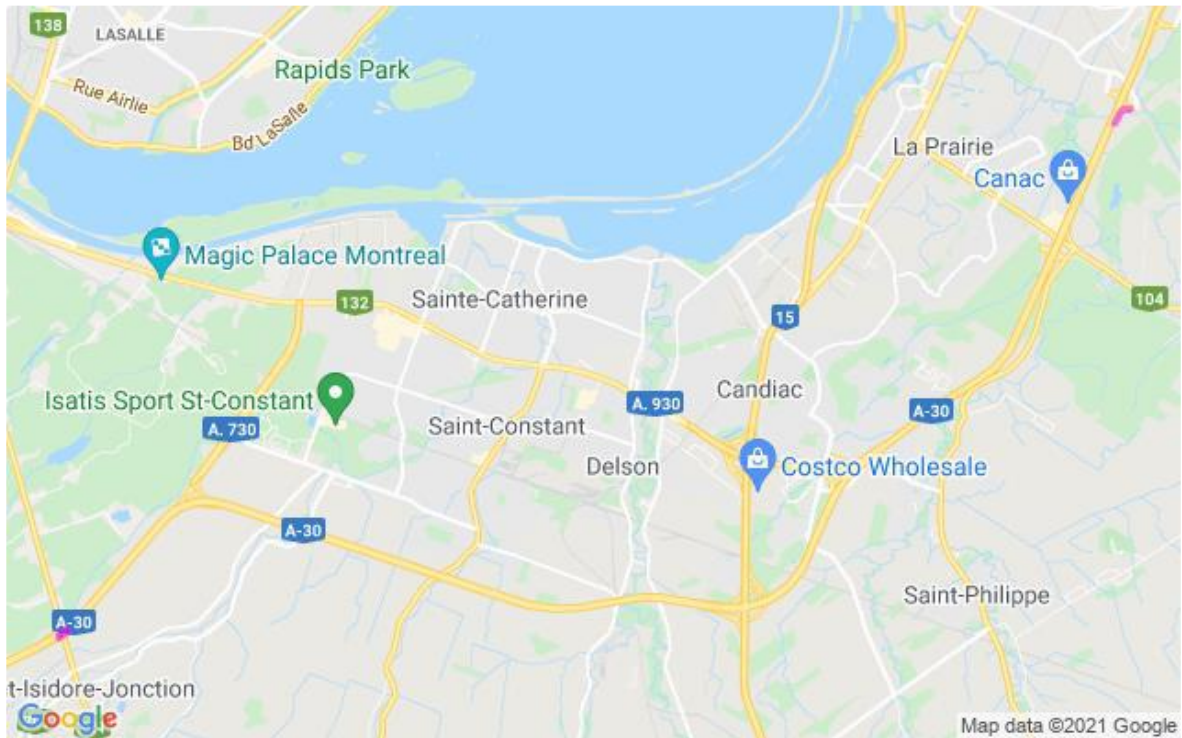 138
LASALLE
Rapids Park
Rue Airlie
Bd LaSalle
La Prairie
Canac
Magic Palace Montreal
132
Sainte-Catherine
104
15
Isatis Sport St-Constant
A. 730
Saint-Constant
A. 930
Candiac
A-30
Delson
Costco Wholesale
A-30
Saint-Philippe
A-30
t-Isidore-Jonction
Google
Map data ©2021 Google